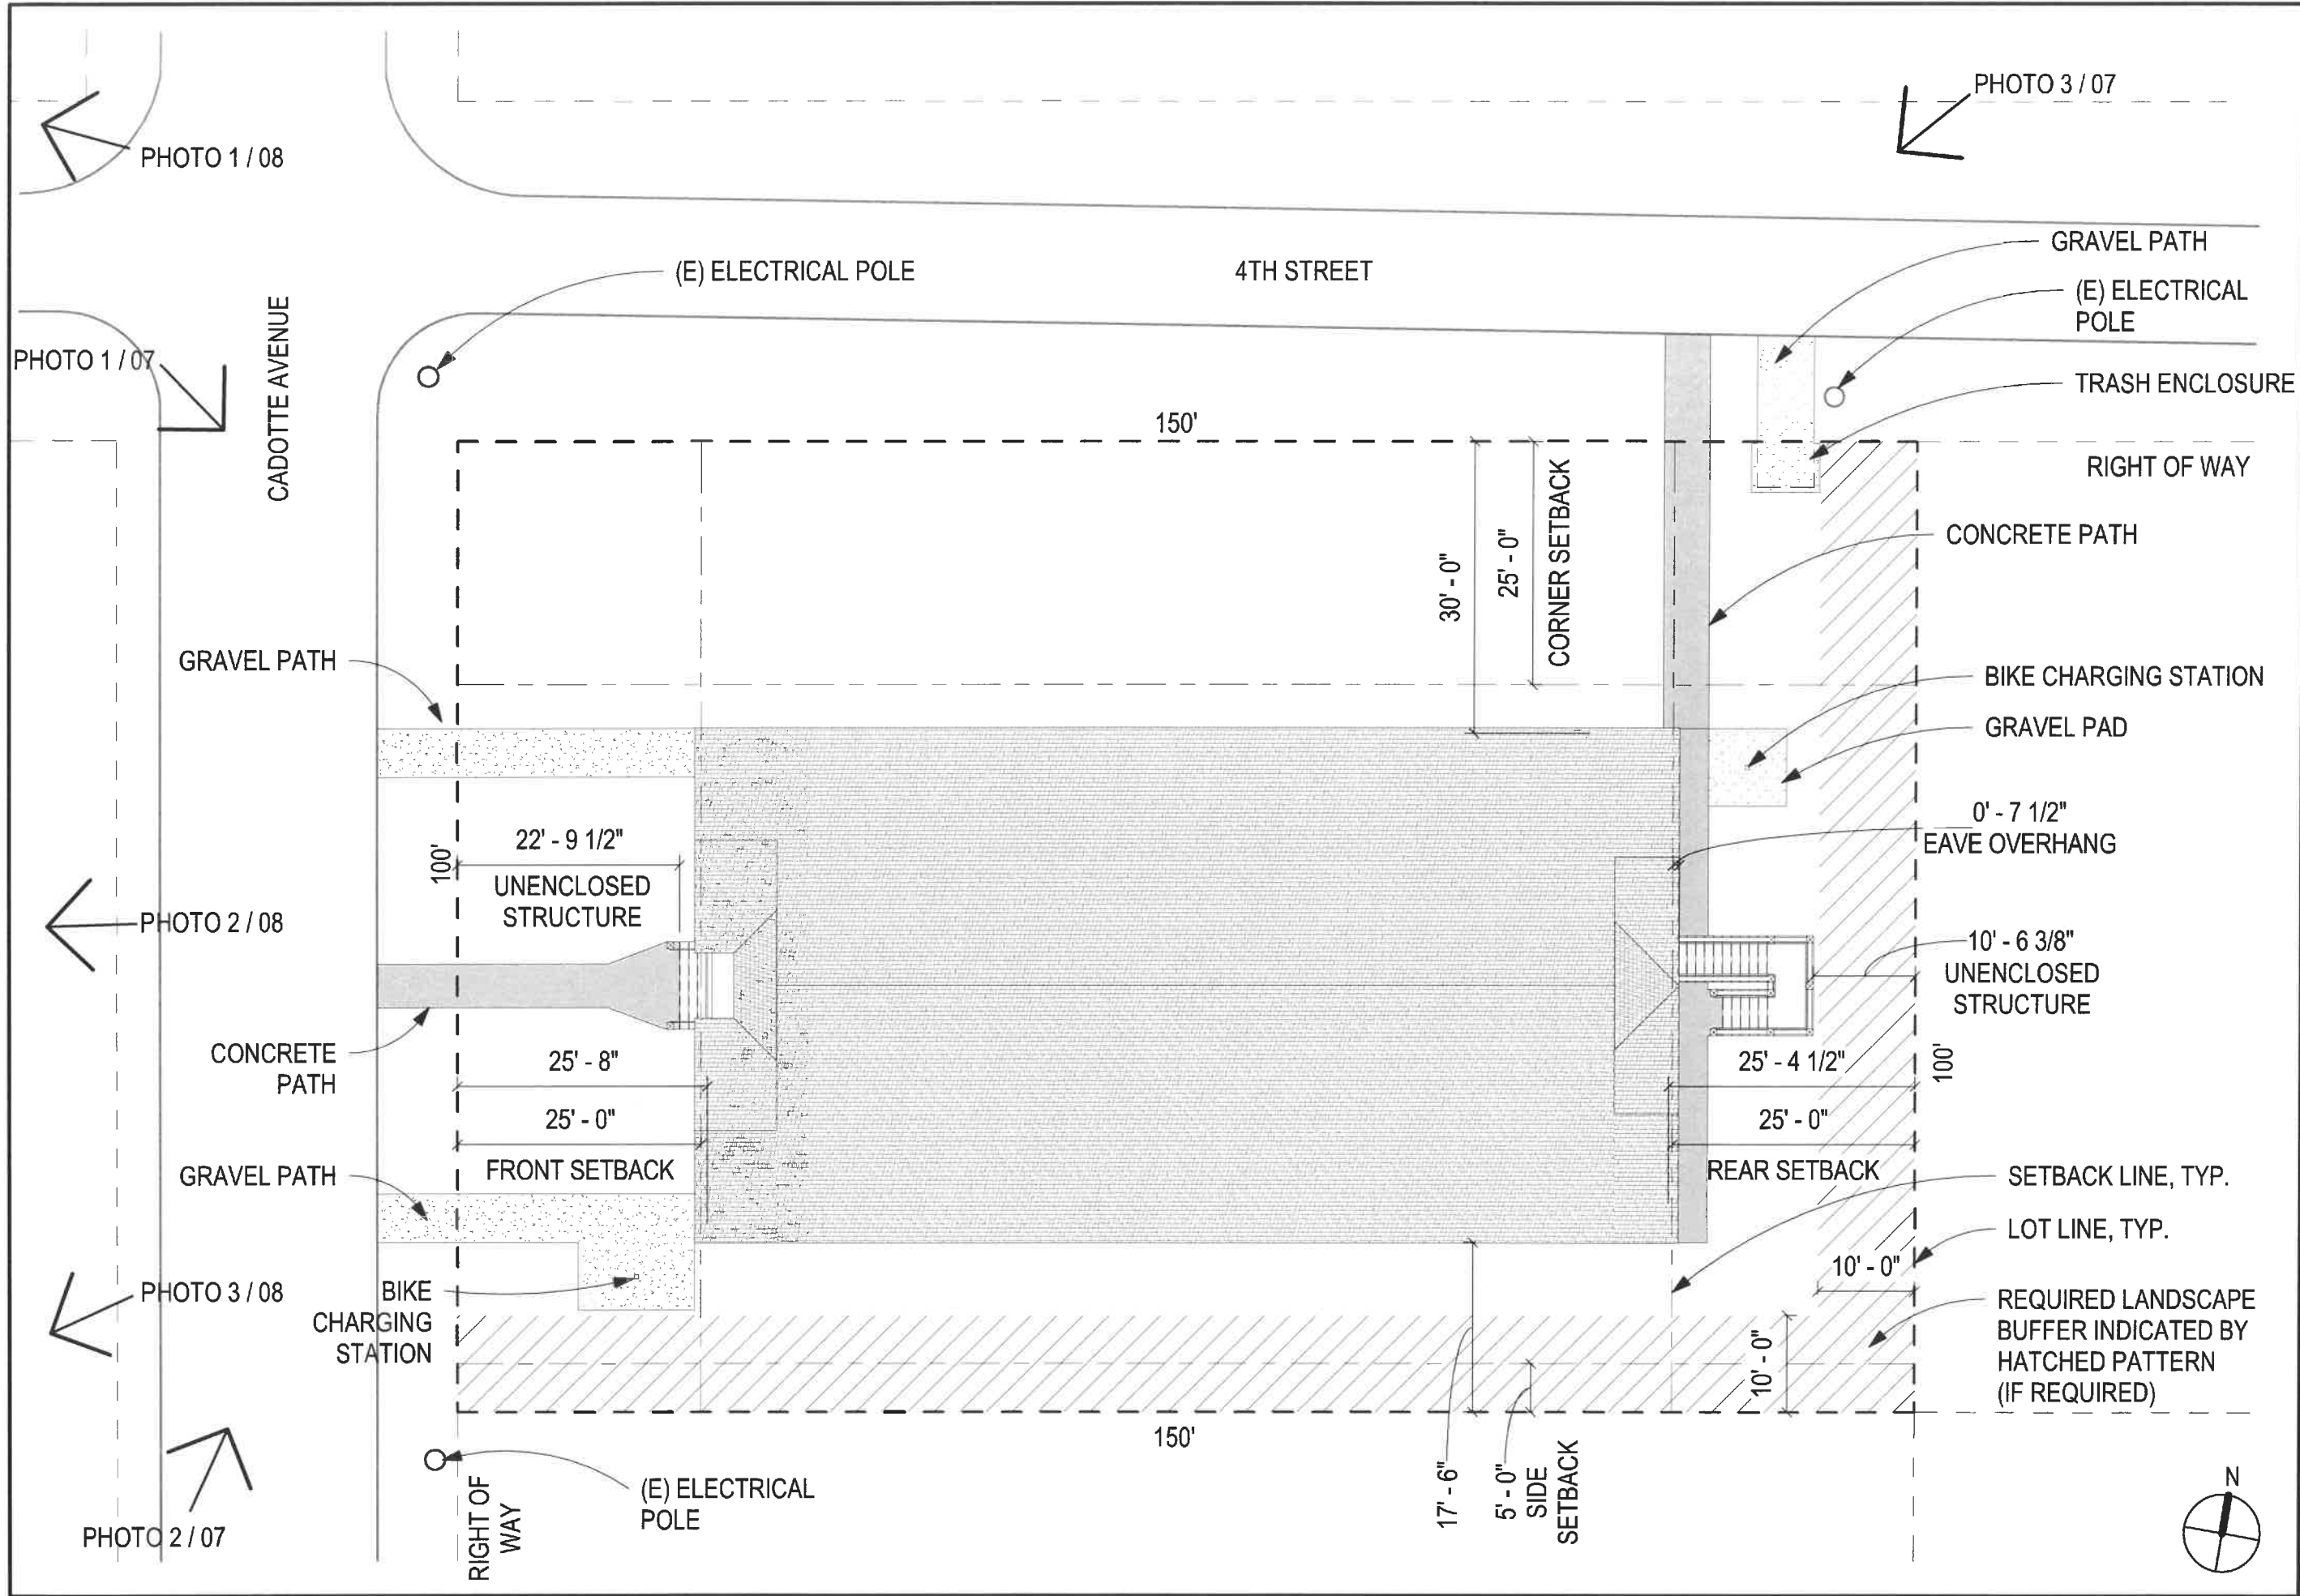 PHOTO 3 / 07
PHOTO 1 / 08
GRAVEL PATH
(E) ELECTRICAL POLE
4TH STREET
(E) ELECTRICAL
POLE
CADOTTE AVENUE
PHOTO 1 / 07
TRASH ENCLOSURE
150'
RIGHT OF WAY
30' - 0"
25' - 0"
CORNER SETBACK
CONCRETE PATH
GRAVEL PATH
BIKE CHARGING STATION
GRAVEL PAD
0' - 7 1/2"
EAVE OVERHANG
22' - 9 1/2"
UNENCLOSED
STRUCTURE
100'
PHOTO 2 / 08
10' - 6 3/8"
UNENCLOSED
STRUCTURE
CONCRETE
PATH
25' - 8"
25' - 4 1/2"
100'
25' - 0"
FRONT SETBACK
25' - 0"
REAR SETBACK
GRAVEL PATH
SETBACK LINE, TYP.
LOT LINE, TYP.
10' - 0"
PHOTO 3 / 08
BIKE
CHARGING
STATION
REQUIRED LANDSCAPE
BUFFER INDICATED BY
HATCHED PATTERN
(IF REQUIRED)
10' - 0"
150'
17' - 6"
5' - 0"
SIDE
SETBACK
(E) ELECTRICAL
POLE
RIGHT OF
WAY
PHOTO 2 / 07
N